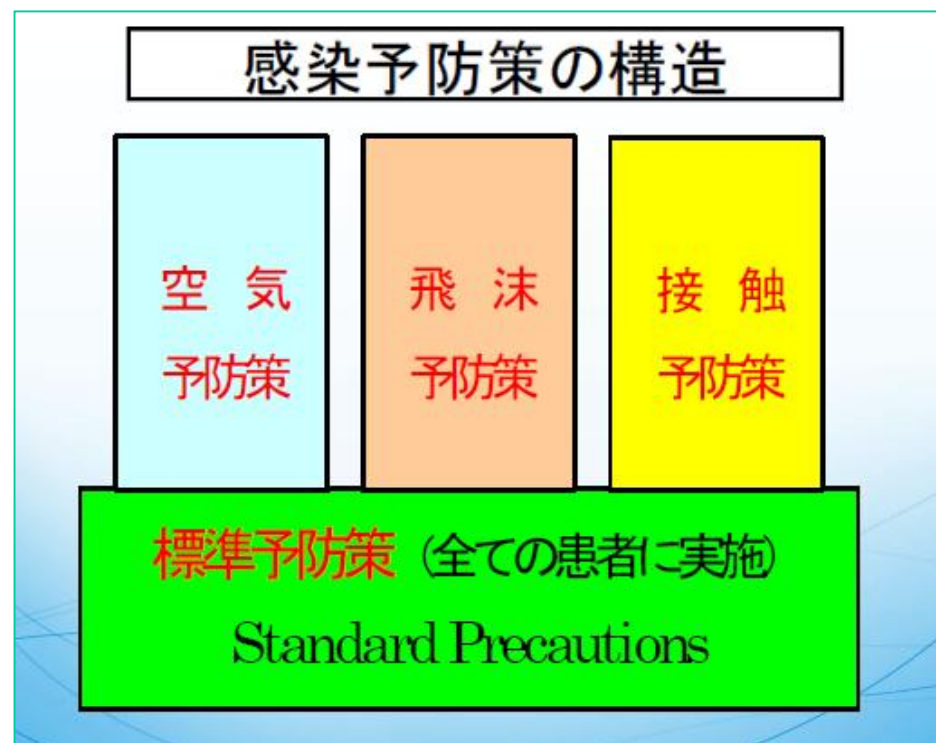 感染予防策の構造
空 気
予防策
飛 沫
予防策
接 触
予防策
標準予防策（全ての患者に実施）
Standard Precautions